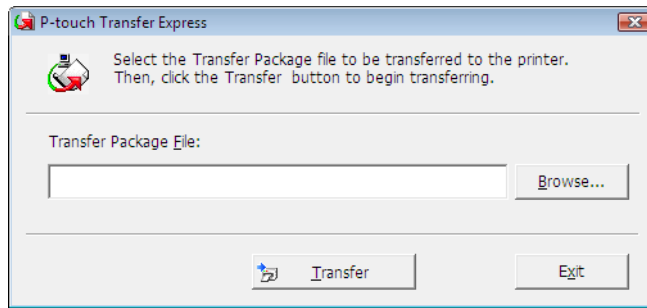 P-touch Transfer Express
Select the Transfer Package file to be transferred to the printer.
Then, click the Transfer button to begin transferring.
Transfer Package File:
Browse...
Transfer
Exit